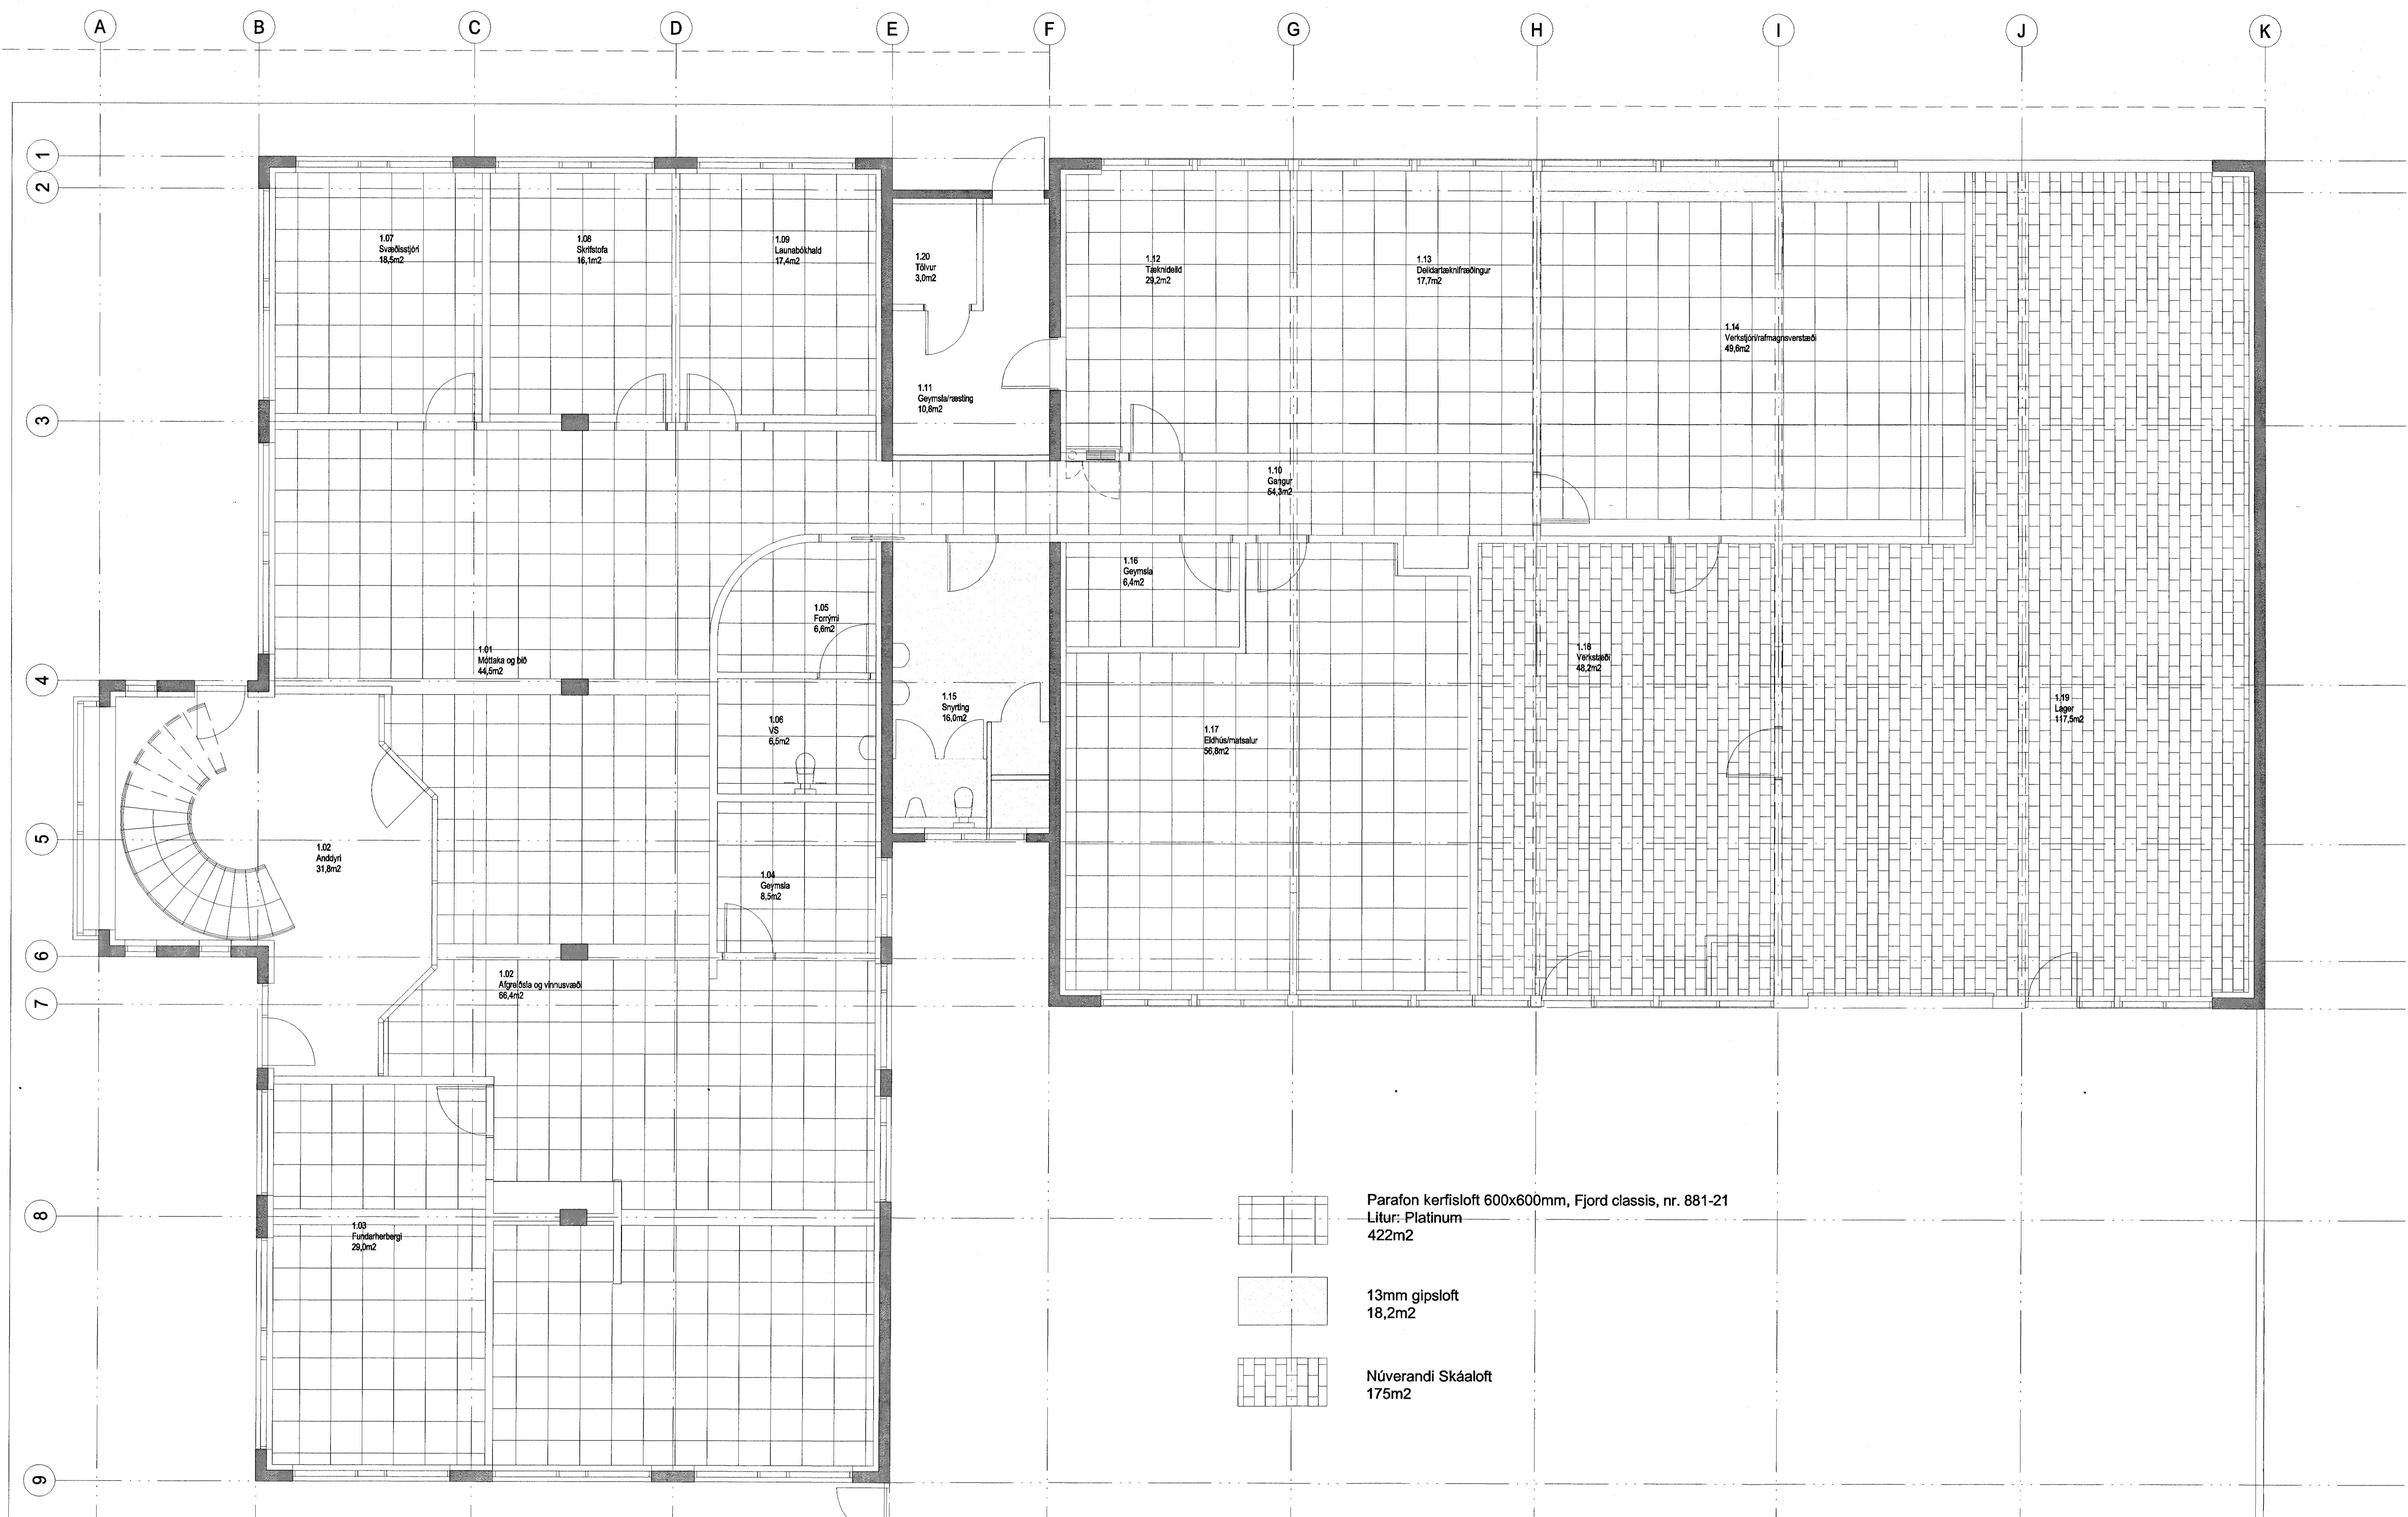 A
B
C
D
E
F
G
H
I
J
K
1
2
3
4
5
6
7
8
9
1.07
Svæðisstjóri
18,5m2
1.08
Skrifstofa
16,1m2
1.09
Launabókhald
17,4m2
1.20
Tölvur
3,0m2
1.12
Tæknideild
29,2m2
1.13
Deildartæknifræðingur
17,7m2
1.14
Verkstjóri/rafmagnsverstæði
49,6m2
1.11
Geymsla/ræsting
10,8m2
1.10
Gangur
54,3m2
1.16
Geymsla
6,4m2
1.05
Forrými
6,6m2
1.01
Móttaka og bið
44,5m2
1.18
Verkstæði
48,2m2
1.15
Snyrting
16,0m2
1.19
Lager
117,5m2
1.06
VS
6,5m2
1.17
Eldhús/matsalur
56,8m2
1.02
Anddyri
31,8m2
1.04
Geymsla
8,5m2
1.02
Afgreiðsla og vinnusvæði
66,4m2
1.03
Fundarherbergi
29,0m2
Parafon kerfisloft 600x600mm, Fjord classis, nr. 881-21
Litur: Platinum
422m2
13mm gipsloft
18,2m2
Núverandi Skáaloft
175m2